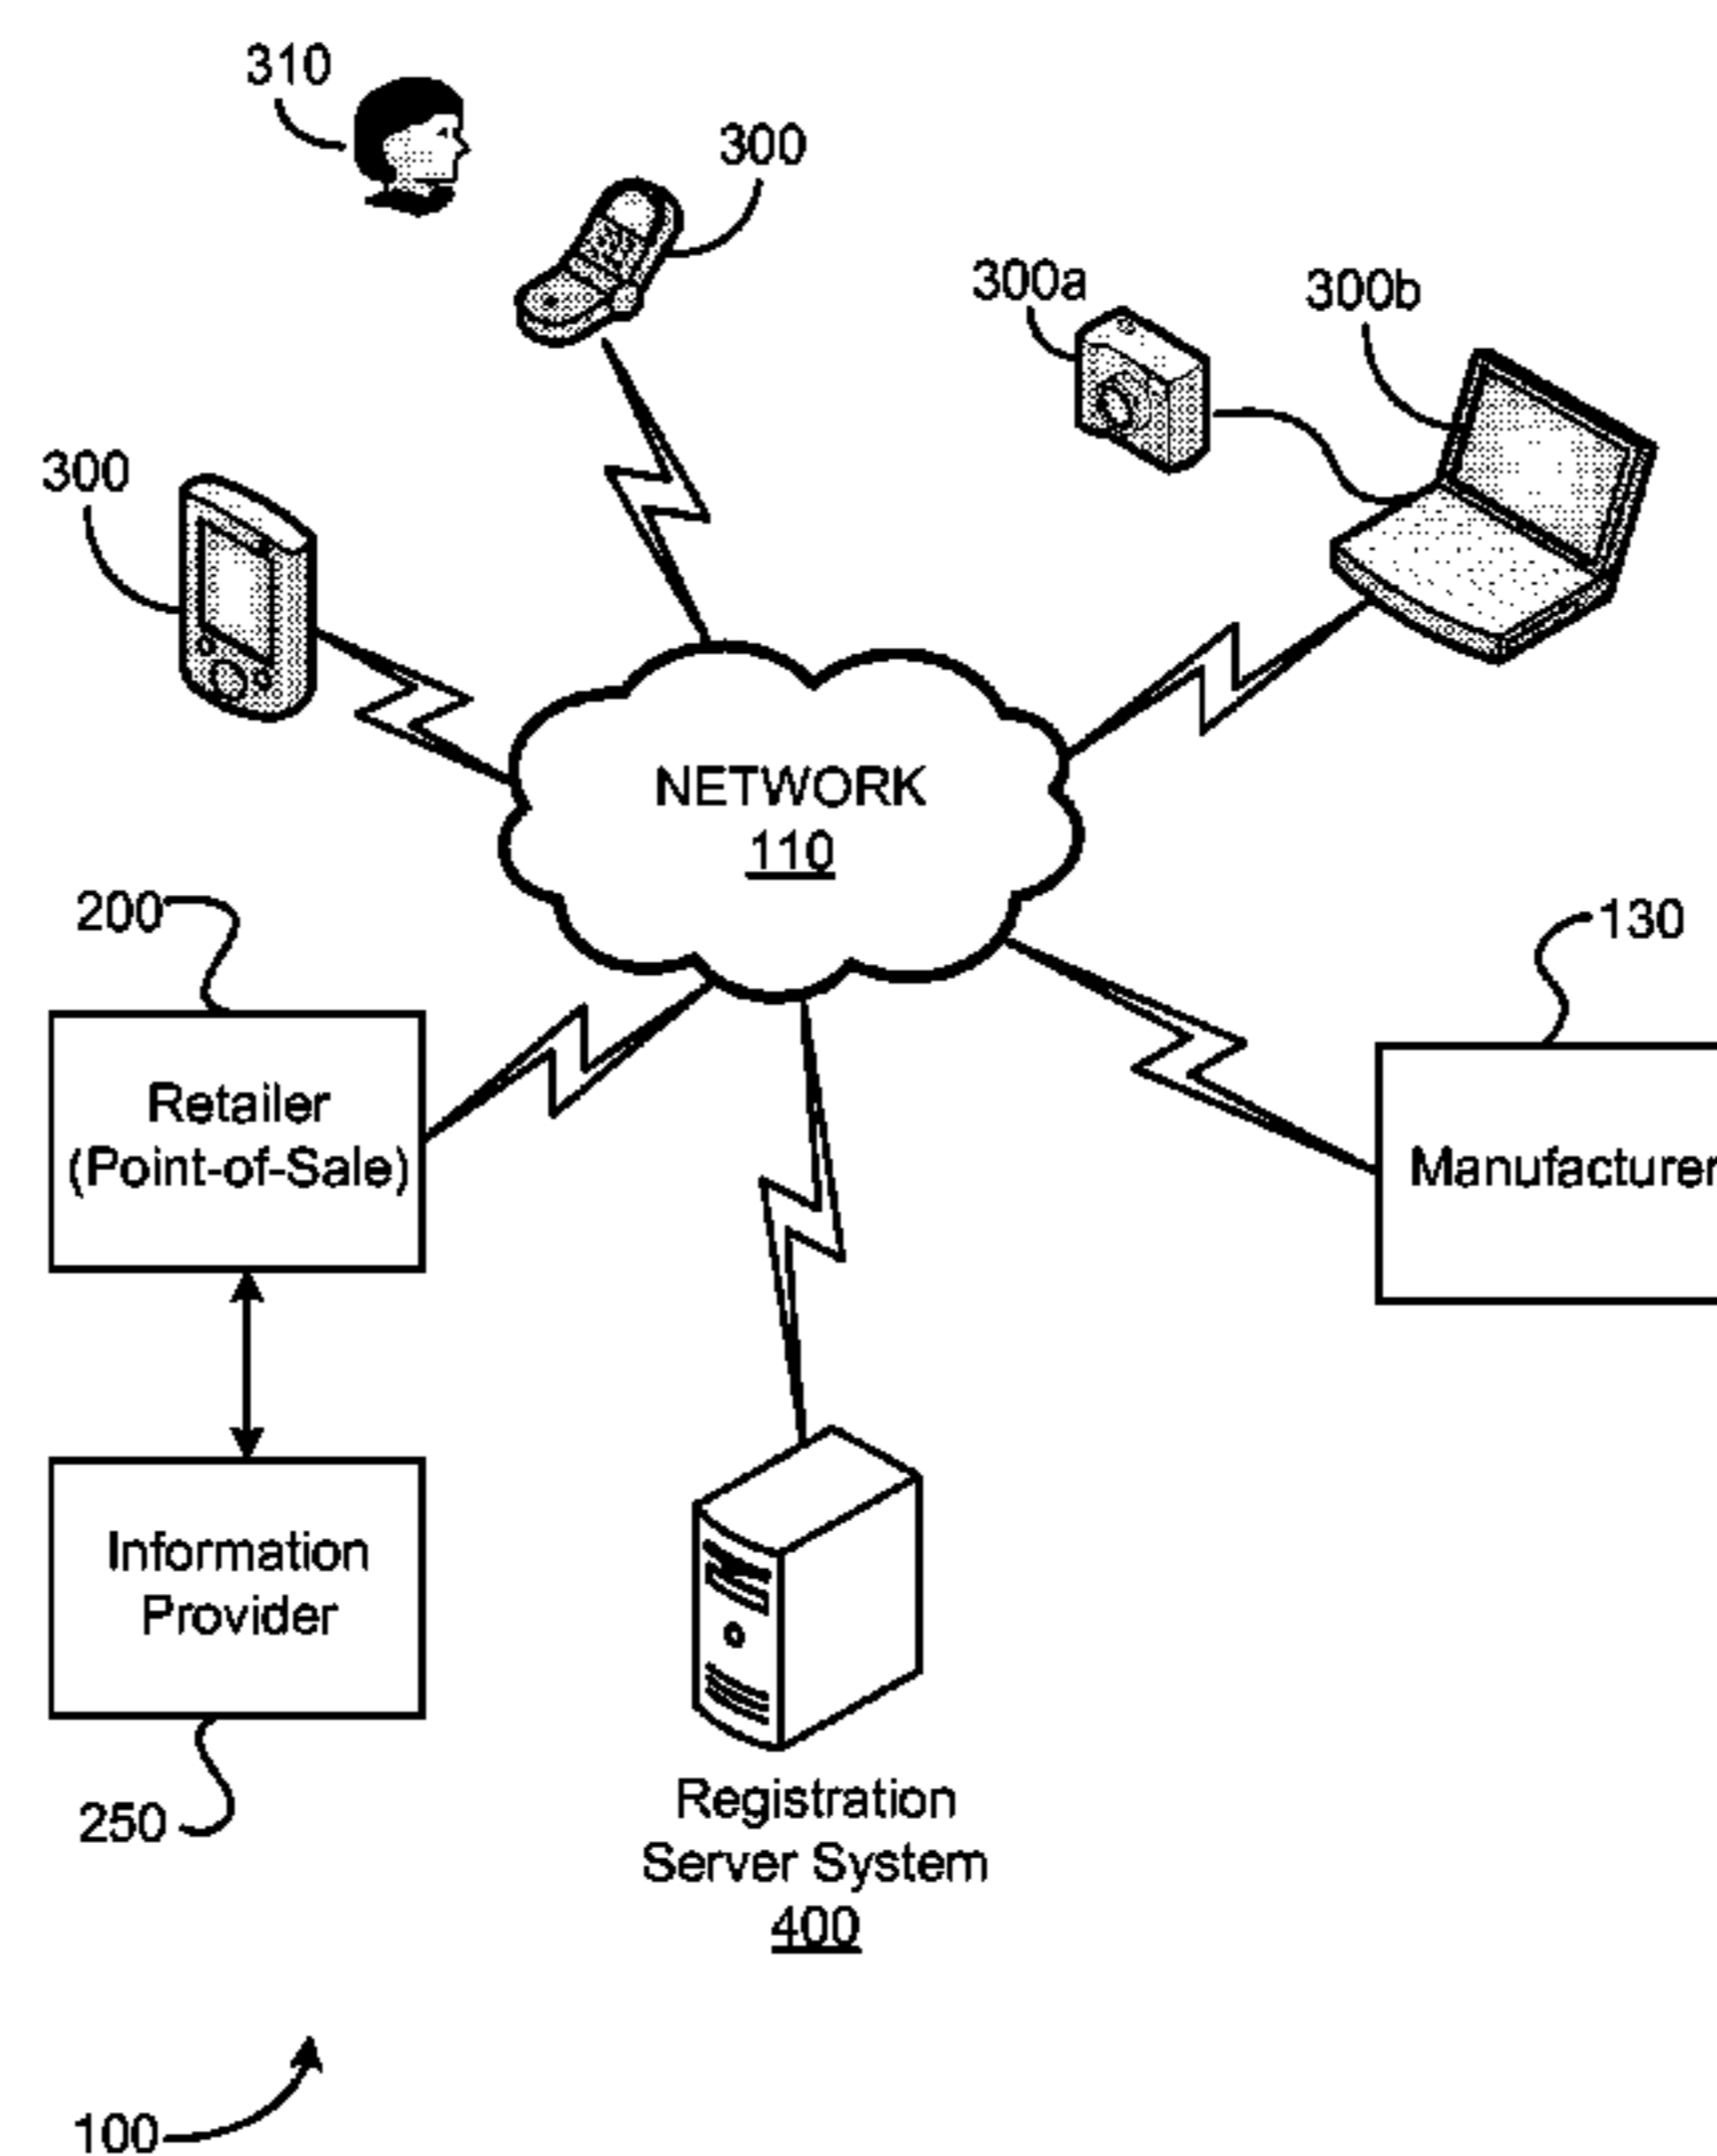 310
300
300a
300b
300
NETWORK
110
200
130
Retailer
(Point-of-Sale)
Manufacturer
Information
Provider
250
Registration
Server System
400
100